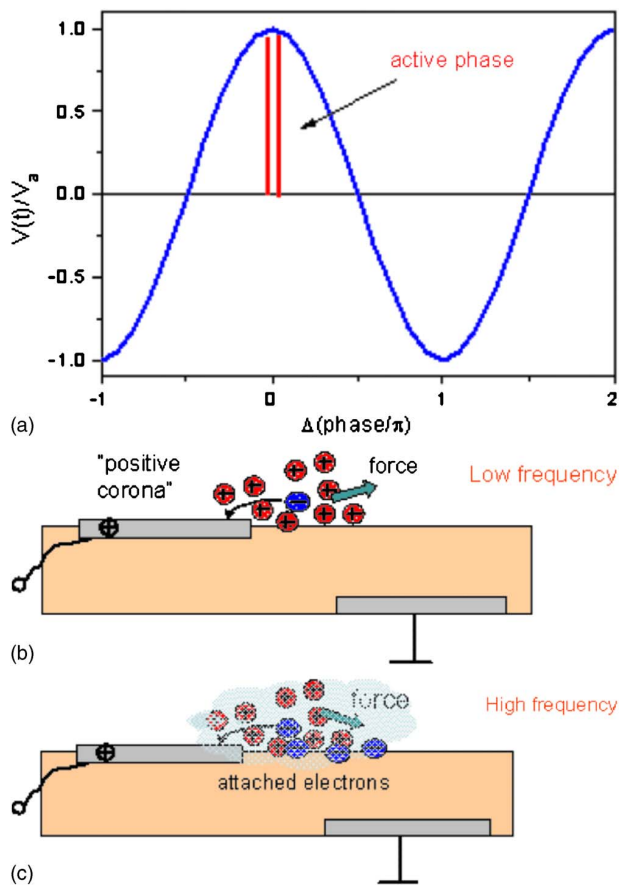 1.0
active phase
0.5
V(t)/Va
0.0
-0.5
-1.0
-1
0
1
2
(a)
Δ(phase/π)
"positive
corona"
force
Low frequency
(b)
force
High frequency
attached electrons
(c)